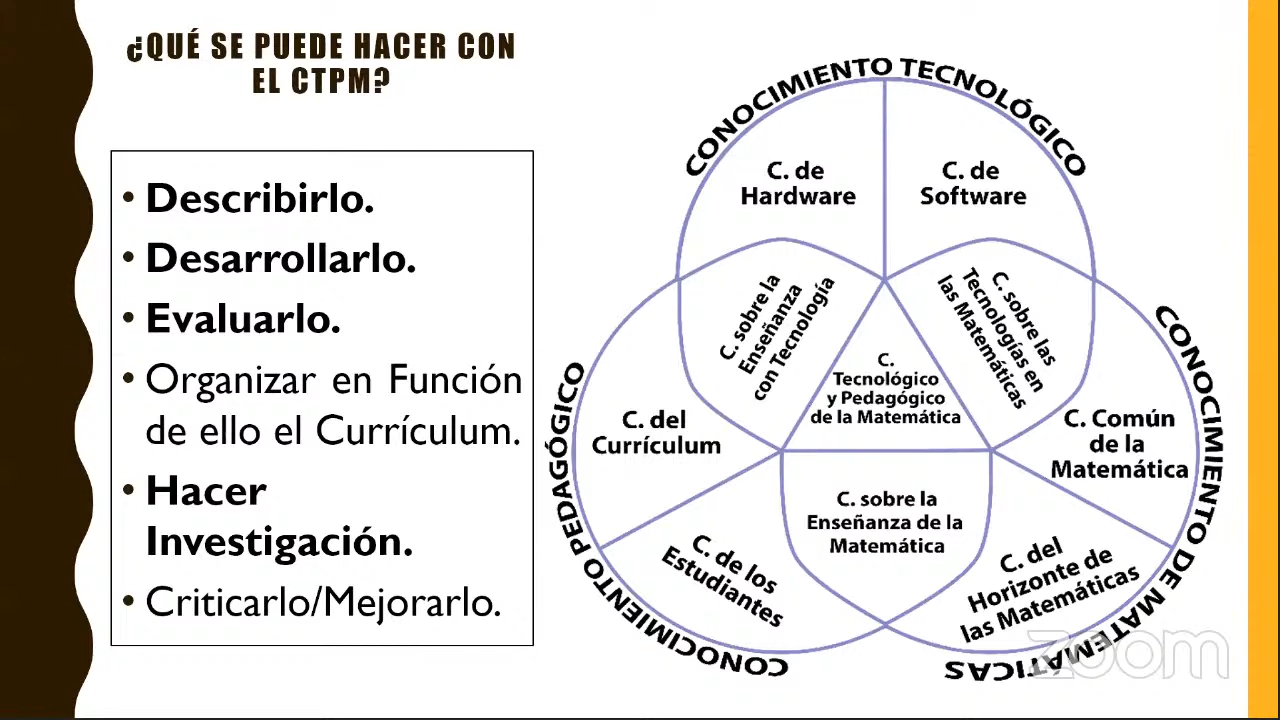 ¿QUÉ SE PUEDE HACER CON
EL CTPM?
• Describirlo.
• Desarrollarlo.
• Evaluarlo.
• Organizar en Función
de ello el Currículum.
• Hacer
Investigación.
• Criticarlo/Mejorarlo.
CONOCIMIENTO TECNOLÓGICO
C. de
Hardware
C. de
Software
C. sobre la
Enseñanza
con Tecnología
C. sobre las
Tecnologías en
las Matemáticas
C.
Tecnológico
y Pedagógico
de la Matemática
CONOCIMIENTO PEDAGÓGICO
C. del
Currículum
C. de los
Estudiantes
C. sobre la
Enseñanza de la
Matemática
CONOCIMIENTO DE MATEMÁTICAS
C. Común
de la
Matemática
C. del
Horizonte de
las Matemáticas
zoom